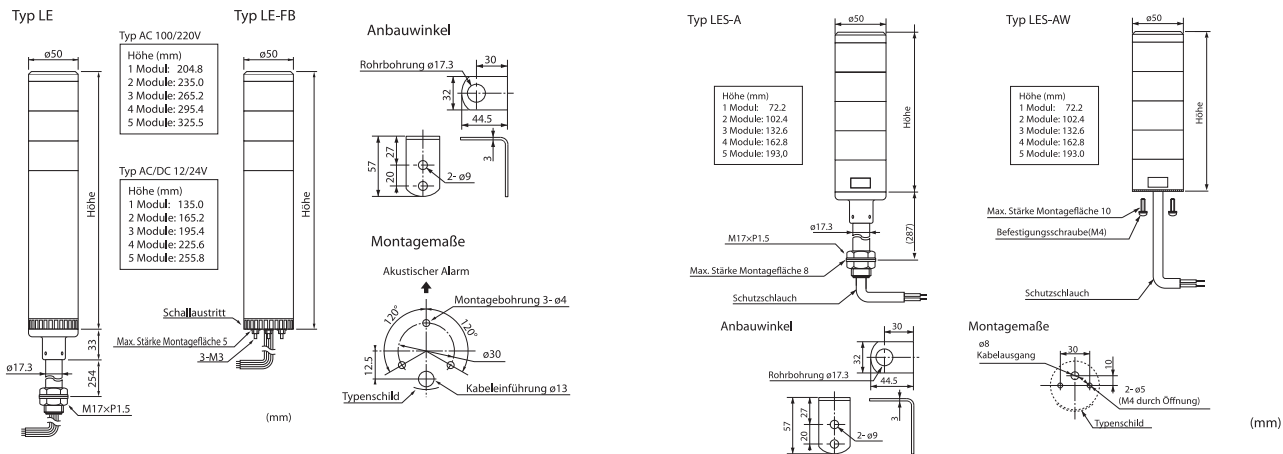 Typ LE
Typ LE-FB
Typ AC 100/220V
Höhe (mm)
1 Modul: 204.8
2 Module: 235.0
3 Module: 265.2
4 Module: 295.4
5 Module: 325.5
Typ AC/DC 12/24V
Höhe (mm)
1 Modul: 135.0
2 Module: 165.2
3 Module: 195.4
4 Module: 225.6
5 Module: 255.8
ø50
ø50
Höhe
Höhe
Schallaustritt
Max. Stärke Montagefläche 5
3-M3
33
254
ø17.3
M17×P1.5
(mm)
Anbauwinkel
Rohrbohrung ø17.3
30
32
44.5
57
27
20
3
2- ø9
Montagemaße
Akustischer Alarm
Montagebohrung 3- ø4
120°
120°
ø30
12.5
Kabeleinführung ø13
Typenschild
Typ LES-A
ø50
Höhe (mm)
1 Modul: 72.2
2 Module: 102.4
3 Module: 132.6
4 Module: 162.8
5 Module: 193,0
Höhe
(287)
ø17.3
M17×P1.5
Max. Stärke Montagefläche 8
Schutzschlauch
Anbauwinkel
30
32
Rohrbohrung ø17.3
44.5
57
27
20
3
2- ø9
Typ LES-AW
ø50
Höhe (mm)
1 Modul: 72.2
2 Module: 102.4
3 Module: 132.6
4 Module: 162.8
5 Module: 193.0
Höhe
Max. Stärke Montagefläche 10
Befestigungsschraube(M4)
Schutzschlauch
Montagemaße
ø8
Kabelausgang
30
10
2- ø5
(M4 durch Öffnung)
Typenschild
(mm)